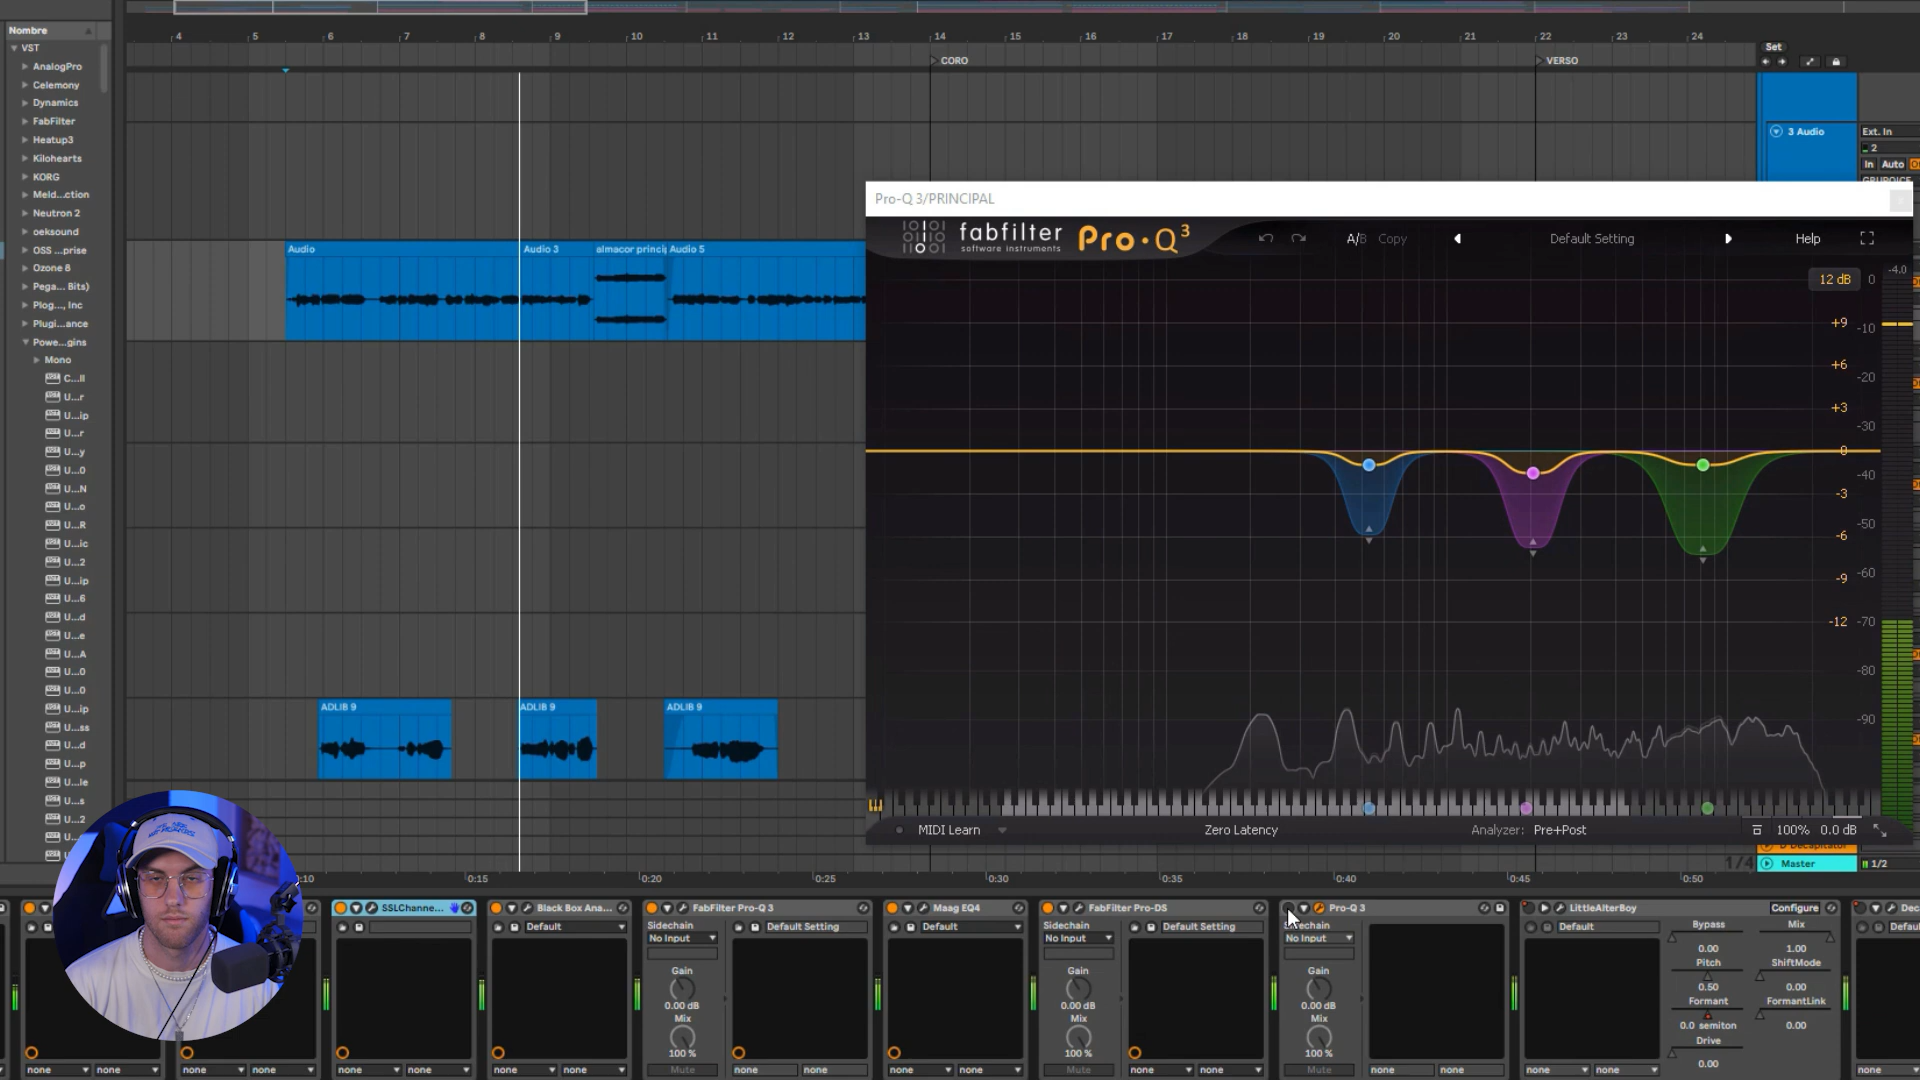 Nombre
VST
AnalogPro
Celemony
Dynamics
FabFilter
Heatup3
Kilohearts
KORG
Meld...ction
Neutron 2
oeksound
OSS ...prise
Ozone 8
Pega... Bits)
Plog..., Inc
Plugi...ance
Powe...gins
Mono
C...ll
U...r
U...ip
U...r
U...y
U...0
U...N
U...o
U...R
U...ic
U...2
U...ip
U...6
U...d
U...e
U...A
U...0
U...0
U...ip
U...ss
U...d
U...p
U...le
U...s
U...2
4 5 6 7 8 9 10 11 12 13 14 15 16 17 18 19 20 21 22 23 24
CORO
VERSO
Set
3 Audio
Ext. In
2
In Auto
Audio
Audio 3
almacor princi
Audio 5
ADLIB 9
ADLIB 9
ADLIB 9
Pro-Q 3/PRINCIPAL
fabfilter
software instruments
Pro·Q3
A/B Copy
Default Setting
Help
12 dB
-4.0
0
+9 -10
+6 -20
+3 -30
0 -40
-3 -50
-6 -60
-9
-12 -70
-80
-90
MIDI Learn
Zero Latency
Analyzer: Pre+Post
100% 0.0 dB
1/4
Master
1/2
0:10 0:15 0:20 0:25 0:30 0:35 0:40 0:45 0:50
SSLChanne...
none none
Black Box Ana...
Default
none none
FabFilter Pro-Q 3
Sidechain
No Input
Default Setting
Gain
0.00 dB
Mix
100 %
Mute
none none
Maag EQ4
Default
none none
FabFilter Pro-DS
Sidechain
No Input
Default Setting
Gain
0.00 dB
Mix
100 %
Mute
none none
Pro-Q 3
No Input
Gain
0.00 dB
Mix
100 %
Mute
none none
LittleAlterBoy
Configure
Default
Bypass Mix
0.00 1.00
Pitch ShiftMode
0.50 0.00
Formant FormantLink
0.0 semiton 0.00
Drive
0.00
none none
none none
none none